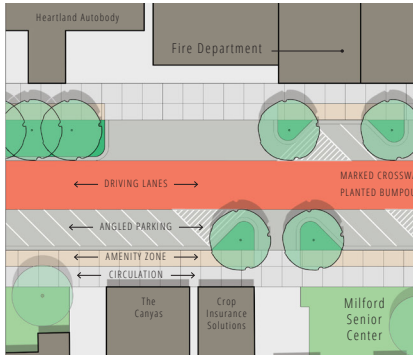 Heartland Autobody
Fire Department
DRIVING LANES
MARKED CROSSW
PLANTED BUMPOU
ANGLED PARKING
AMENITY ZONE
CIRCULATION
The
Canyas
Crop
Insurance
Solutions
Milford
Senior
Center